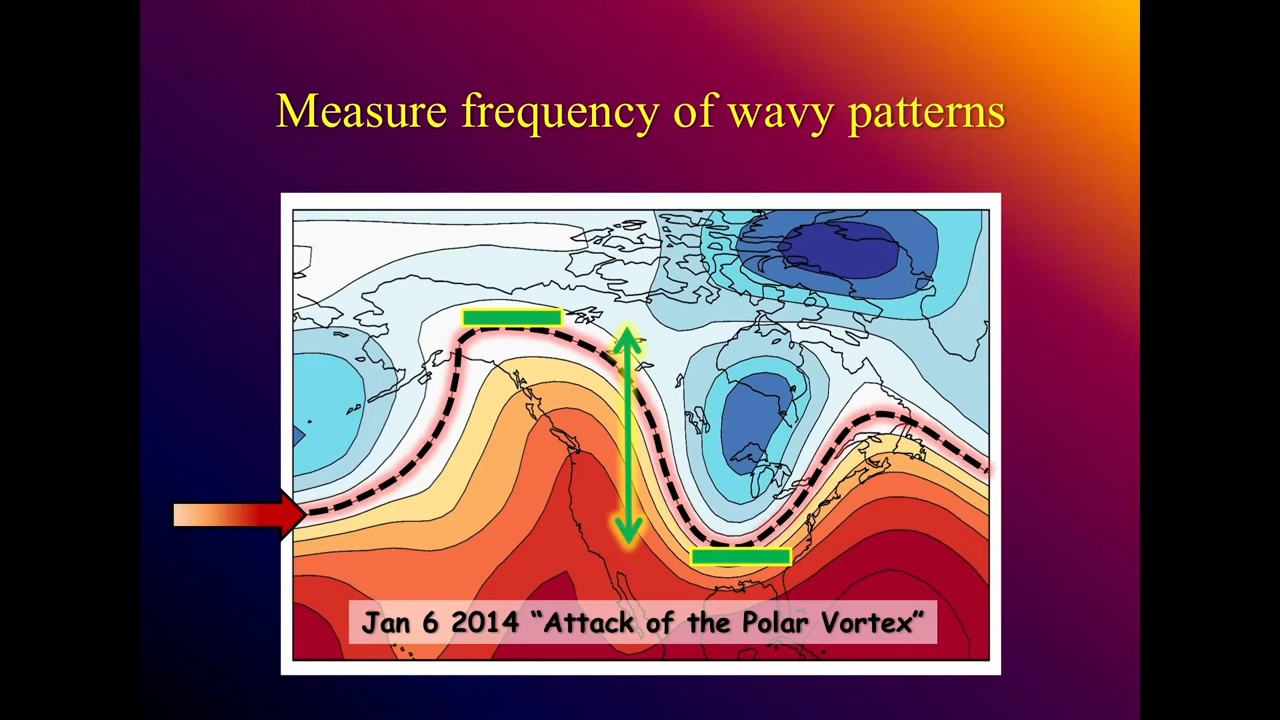 Measure frequency of wavy patterns
Jan 6 2014 “Attack of the Polar Vortex”